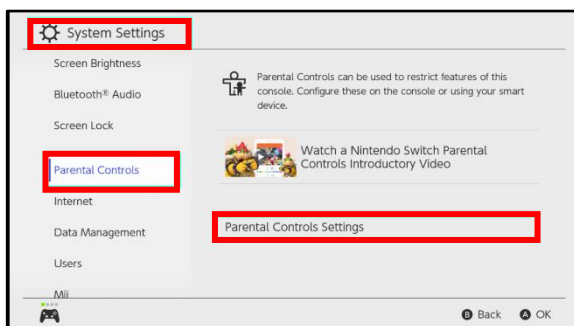 System Settings
Screen Brightness
Bluetooth® Audio
Screen Lock
Parental Controls
Internet
Data Management
Users
Mii
Parental Controls can be used to restrict features of this
console. Configure these on the console or using your smart
device.
Watch a Nintendo Switch Parental
Controls Introductory Video
Parental Controls Settings
B Back A OK